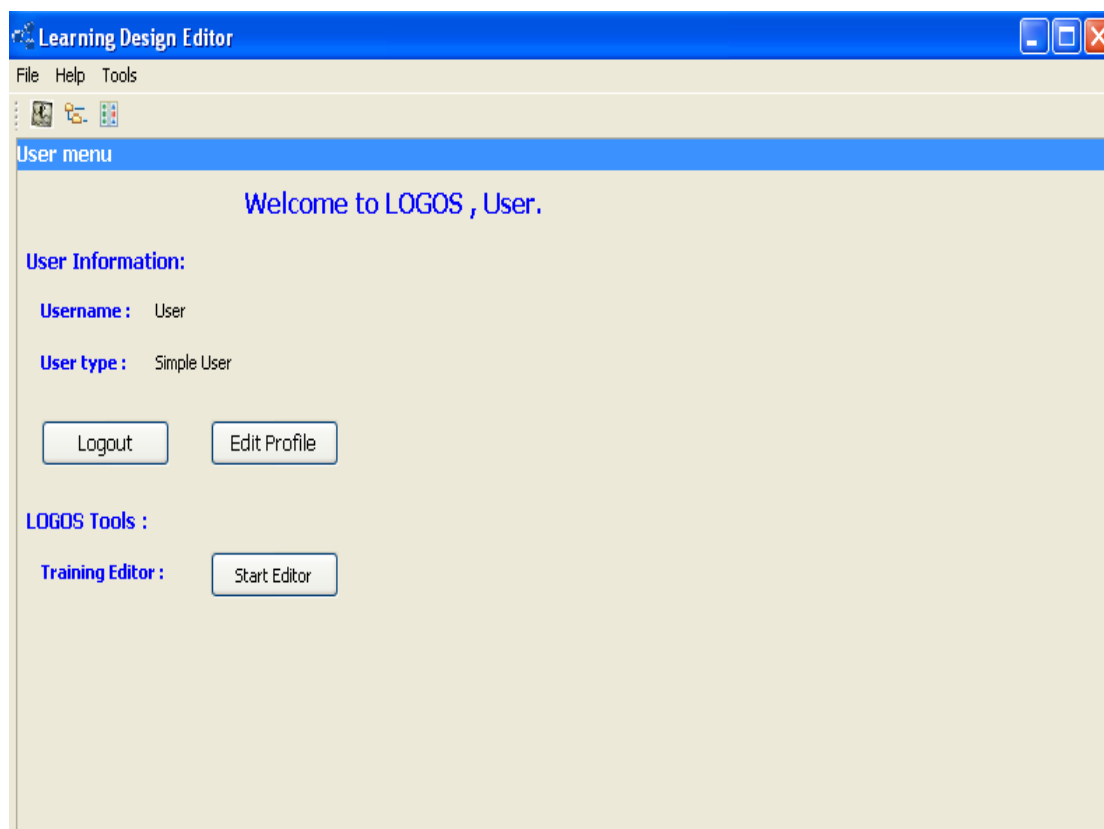 Learning Design Editor
File Help Tools
User menu
Welcome to LOGOS , User.
User Information:
Username : User
User type : Simple User
Logout Edit Profile
LOGOS Tools :
Training Editor : Start Editor